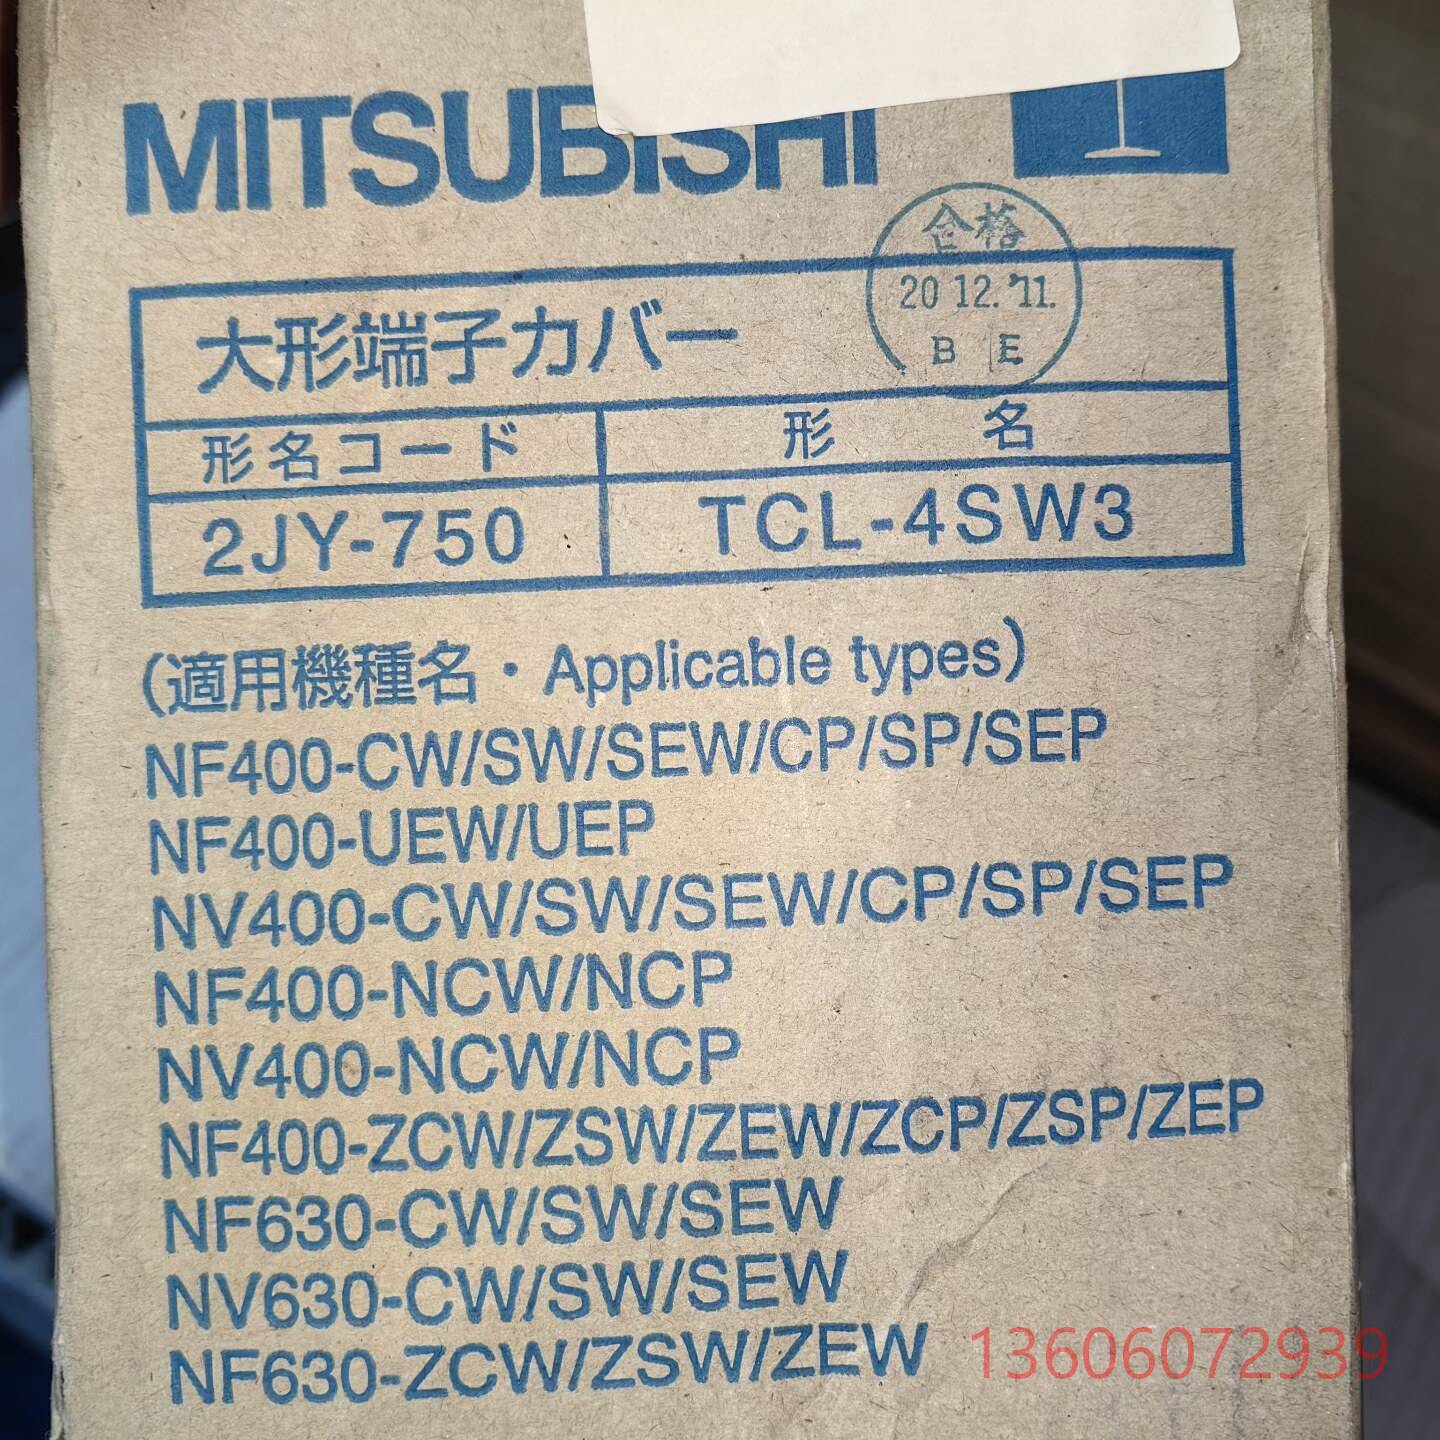 MITSUBISHI
合格
20 12.11.
B E
大形端子カバー
形名コード 形名
2JY-750 TCL-4SW3
(適用機種名・Applicable types)
NF400-CW/SW/SEW/CP/SP/SEP
NF400-UEW/UEP
NV400-CW/SW/SEW/CP/SP/SEP
NF400-NCW/NCP
NV400-NCW/NCP
NF400-ZCW/ZSW/ZEW/ZCP/ZSP/ZEP
NF630-CW/SW/SEW
NV630-CW/SW/SEW
NF630-ZCW/ZSW/ZEW
13606072939